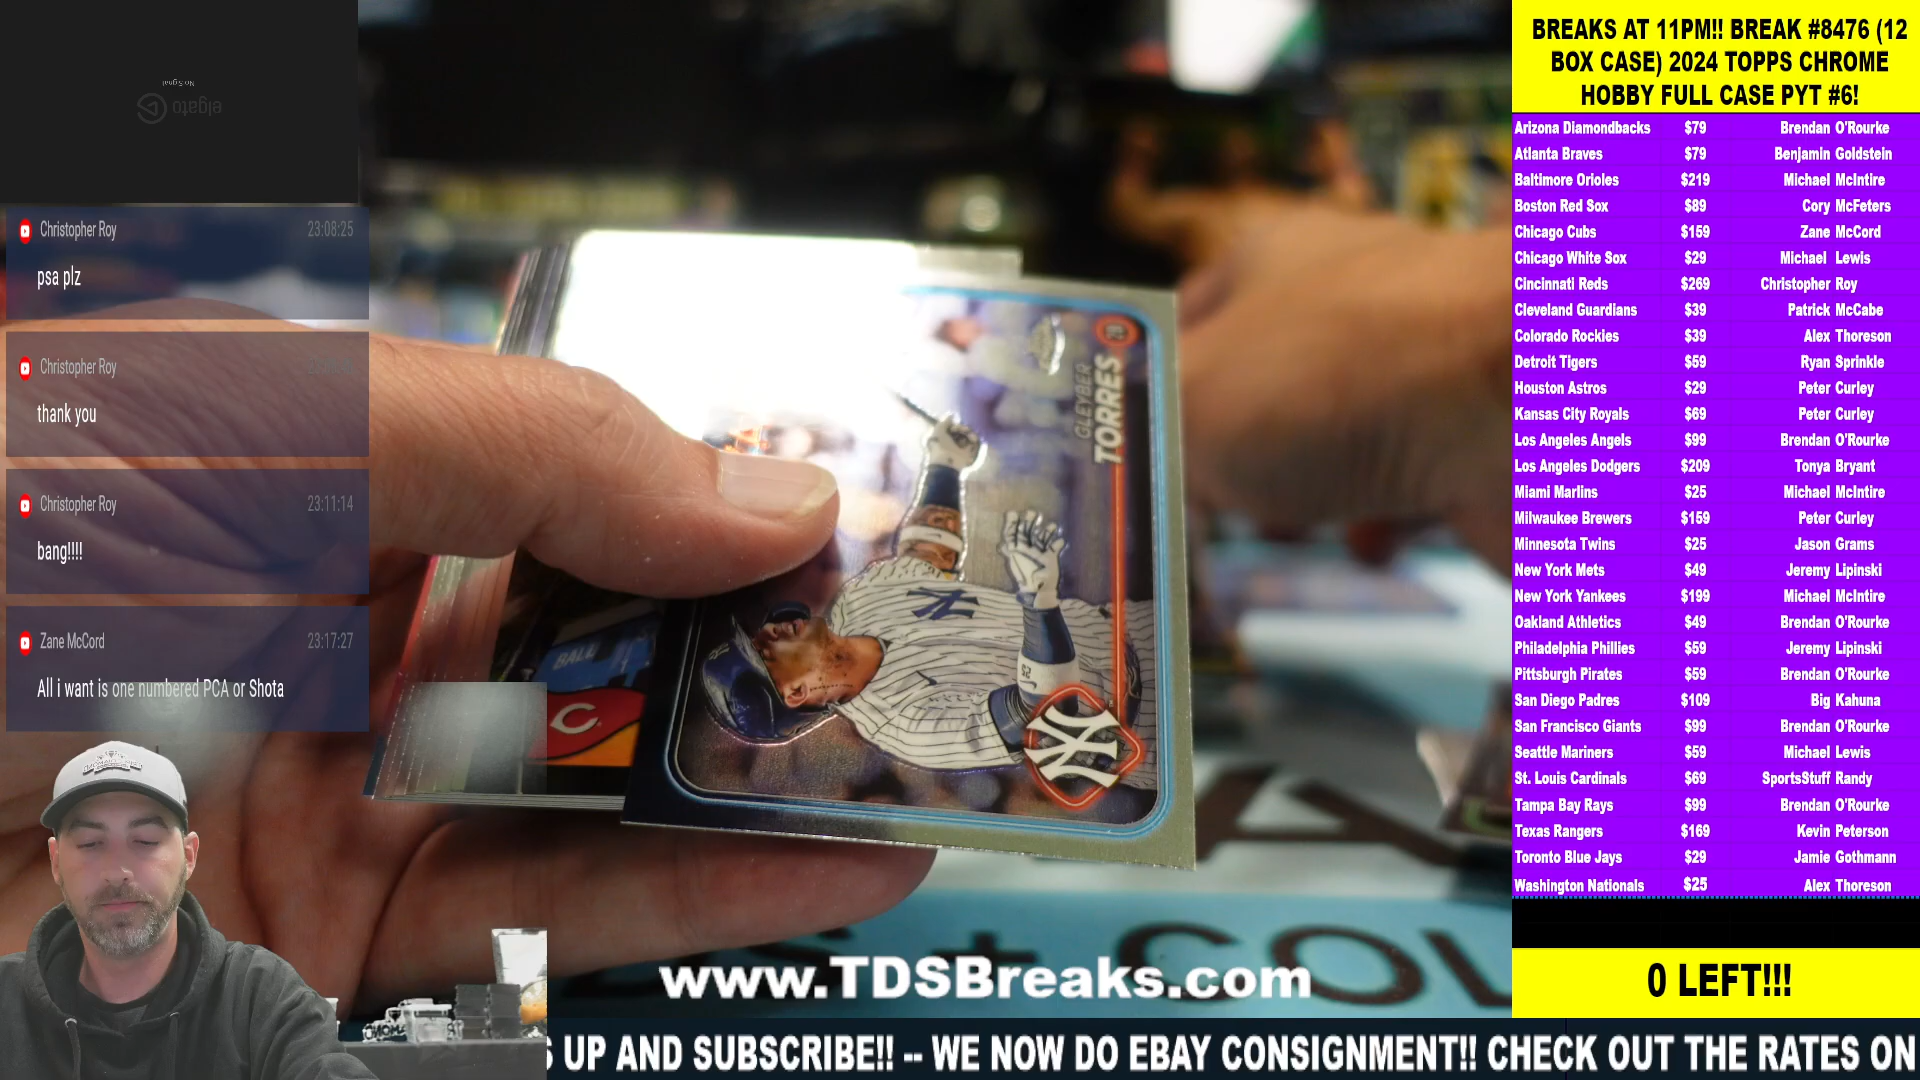 No Signal
elgato
Christopher Roy 23:08:25
psa plz
Christopher Roy
thank you
Christopher Roy 23:11:14
bang!!!!
Zane McCord 23:17:27
All i want is one numbered PCA or Shota
GLEYBER
TORRES
NY
25
BALL
C
BREAKS AT 11PM!! BREAK #8476 (12
BOX CASE) 2024 TOPPS CHROME
HOBBY FULL CASE PYT #6!
Arizona Diamondbacks $79 Brendan O'Rourke
Atlanta Braves $79 Benjamin Goldstein
Baltimore Orioles $219 Michael McIntire
Boston Red Sox $89 Cory McFeters
Chicago Cubs $159 Zane McCord
Chicago White Sox $29 Michael Lewis
Cincinnati Reds $269 Christopher Roy
Cleveland Guardians $39 Patrick McCabe
Colorado Rockies $39 Alex Thoreson
Detroit Tigers $59 Ryan Sprinkle
Houston Astros $29 Peter Curley
Kansas City Royals $69 Peter Curley
Los Angeles Angels $99 Brendan O'Rourke
Los Angeles Dodgers $209 Tonya Bryant
Miami Marlins $25 Michael McIntire
Milwaukee Brewers $159 Peter Curley
Minnesota Twins $25 Jason Grams
New York Mets $49 Jeremy Lipinski
New York Yankees $199 Michael McIntire
Oakland Athletics $49 Brendan O'Rourke
Philadelphia Phillies $59 Jeremy Lipinski
Pittsburgh Pirates $59 Brendan O'Rourke
San Diego Padres $109 Big Kahuna
San Francisco Giants $99 Brendan O'Rourke
Seattle Mariners $59 Michael Lewis
St. Louis Cardinals $69 SportsStuff Randy
Tampa Bay Rays $99 Brendan O'Rourke
Texas Rangers $169 Kevin Peterson
Toronto Blue Jays $29 Jamie Gothmann
Washington Nationals $25 Alex Thoreson
0 LEFT!!!
www.TDSBreaks.com
UP AND SUBSCRIBE!! -- WE NOW DO EBAY CONSIGNMENT!! CHECK OUT THE RATES ON